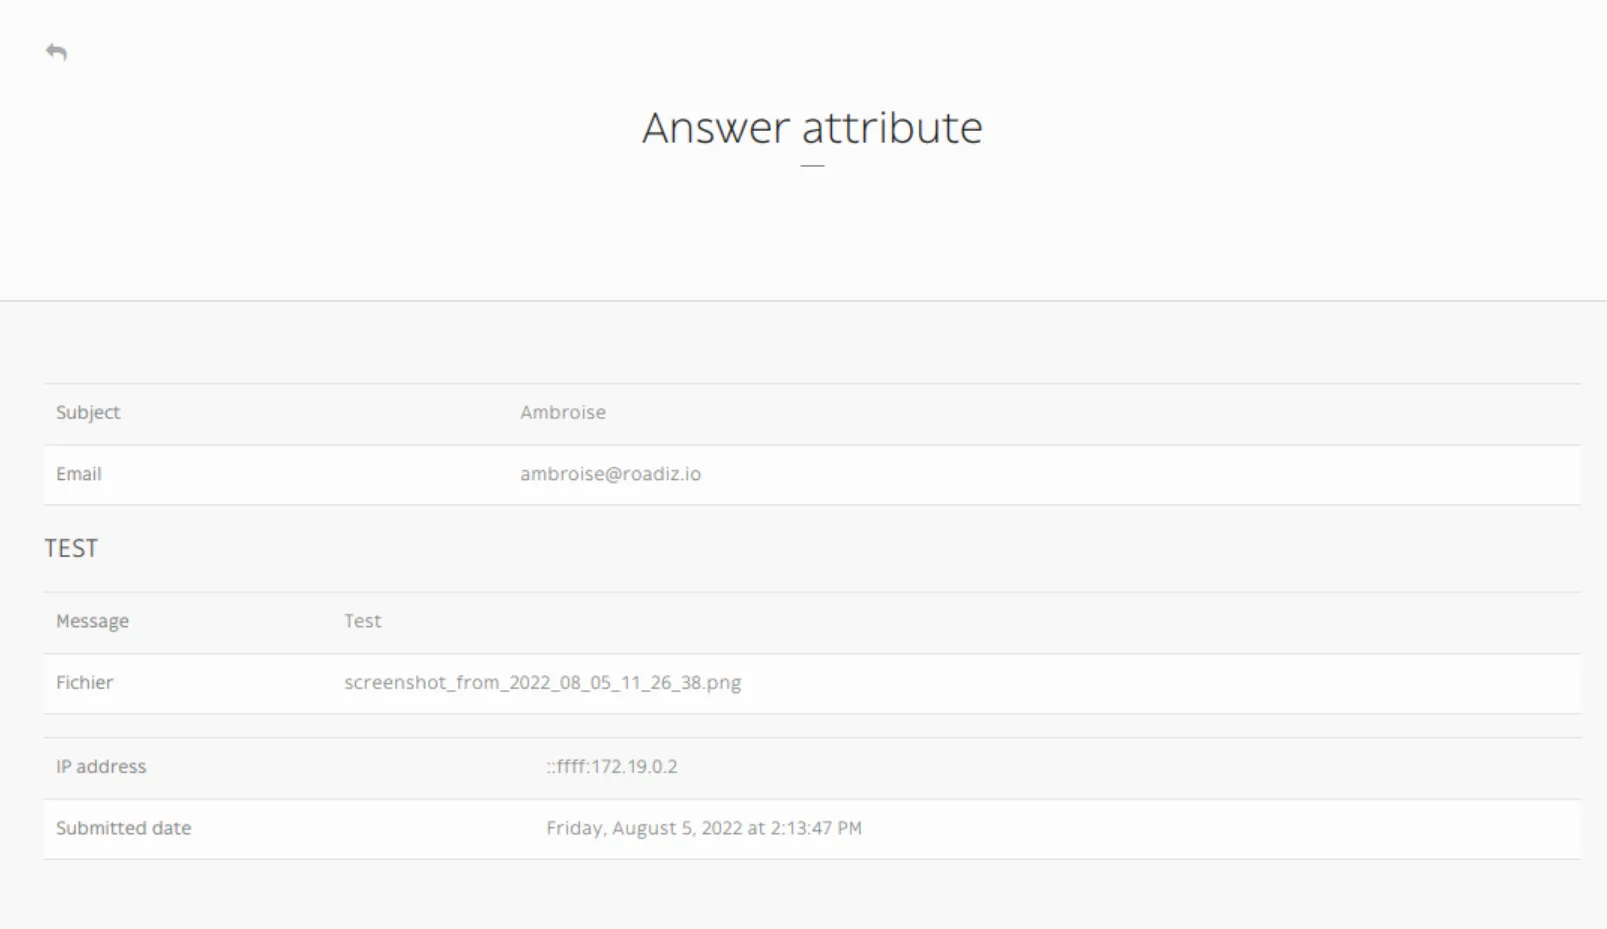 Answer attribute
Subject Ambroise
Email ambroise@roadiz.io
TEST
Message Test
Fichier screenshot_from_2022_08_05_11_26_38.png
IP address ::ffff:172.19.0.2
Submitted date Friday, August 5, 2022 at 2:13:47 PM